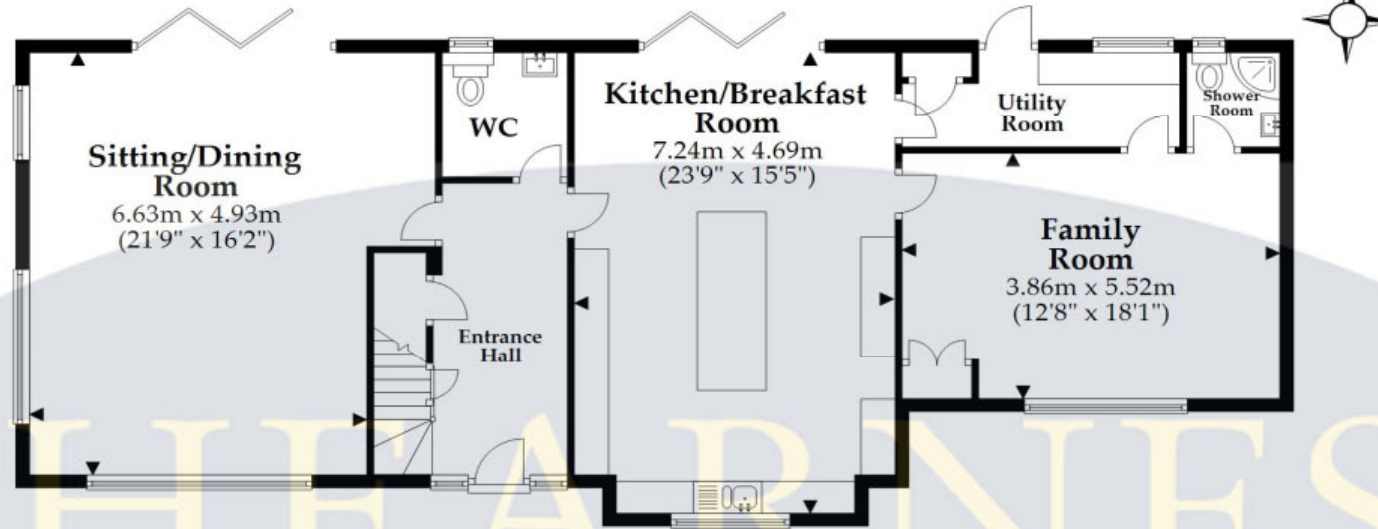 Sitting/Dining
Room
6.63m x 4.93m
(21'9" x 16'2")
WC
Entrance
Hall
Kitchen/Breakfast
Room
7.24m x 4.69m
(23'9" x 15'5")
Utility
Room
Shower
Room
Family
Room
3.86m x 5.52m
(12'8" x 18'1")
HEARNES